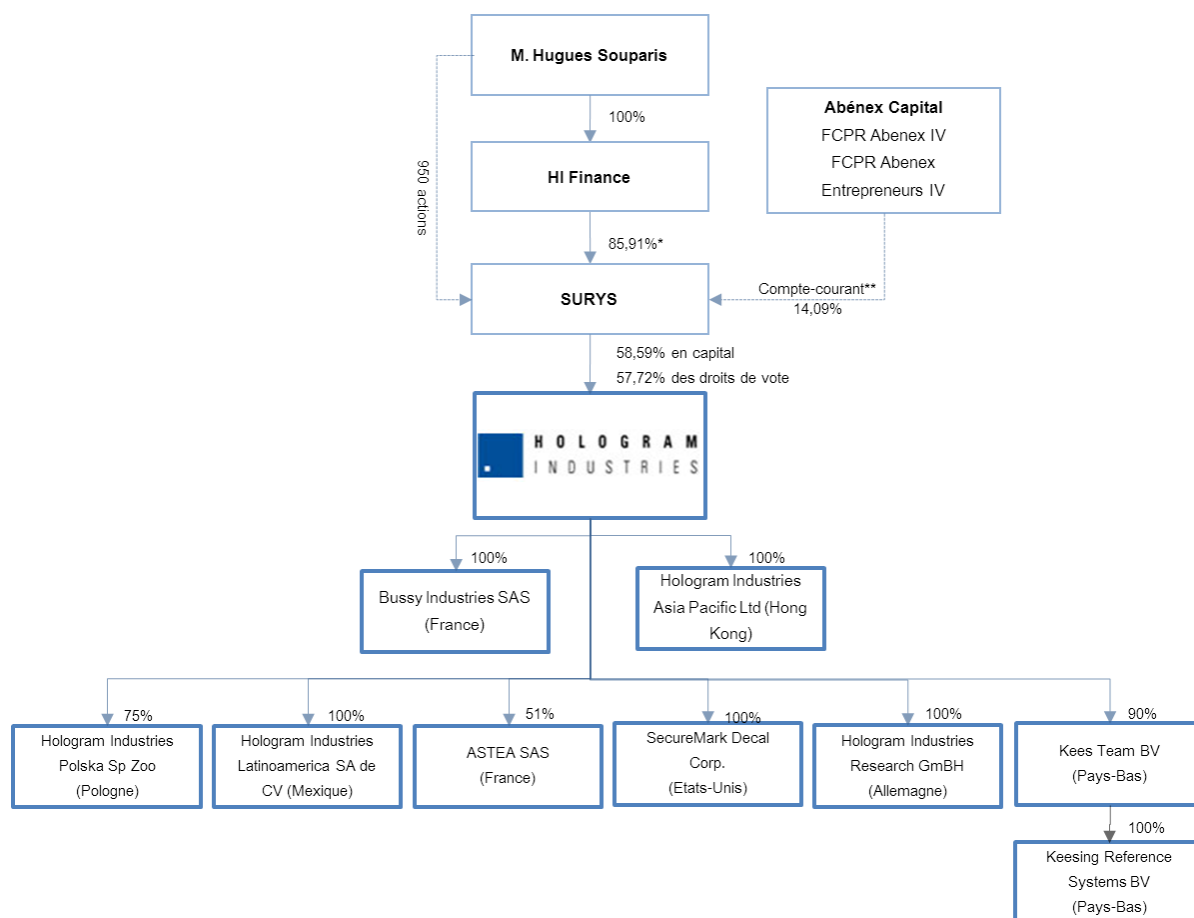 M. Hugues Souparis
100%
950 actions
Abénex Capital
FCPR Abenex IV
FCPR Abenex
Entrepreneurs IV
HI Finance
85,91%*
SURYS
Compte-courant**
14,09%
58,59% en capital
57,72% des droits de vote
HOLOGRAM
INDUSTRIES
100%
Bussy Industries SAS
(France)
100%
Hologram Industries
Asia Pacific Ltd (Hong
Kong)
75%
Hologram Industries
Polska Sp Zoo
(Pologne)
100%
Hologram Industries
Latinoamerica SA de
CV (Mexique)
51%
ASTEA SAS
(France)
100%
SecureMark Decal
Corp.
(Etats-Unis)
100%
Hologram Industries
Research GmBH
(Allemagne)
90%
Kees Team BV
(Pays-Bas)
100%
Keesing Reference
Systems BV
(Pays-Bas)